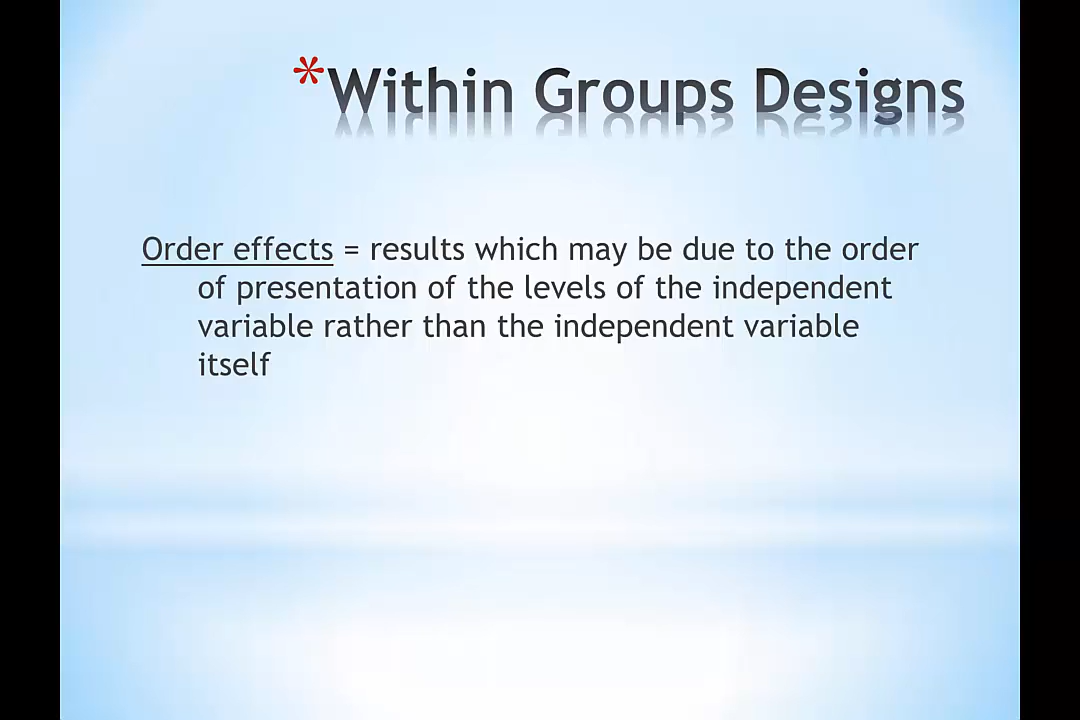 *Within Groups Designs
Order effects = results which may be due to the order
of presentation of the levels of the independent
variable rather than the independent variable
itself